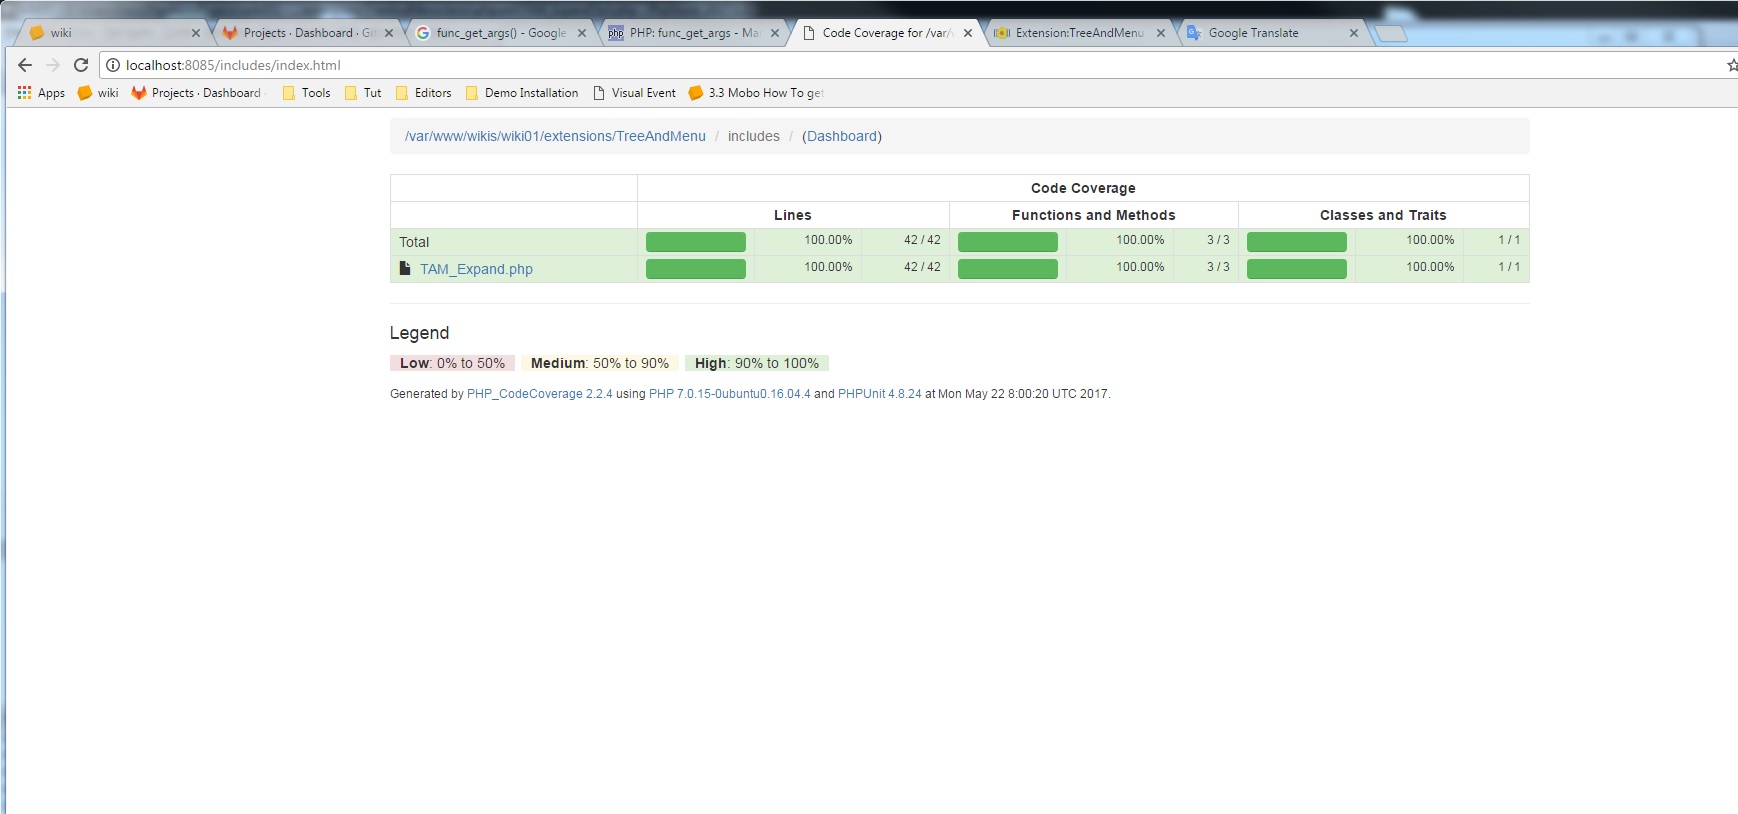 wiki
Projects · Dashboard · Gi
func_get_args() - Google
php PHP: func_get_args - Ma
Code Coverage for /var/
Extension:TreeAndMenu
Google Translate
localhost:8085/includes/index.html
Apps
wiki
Projects · Dashboard
Tools
Tut
Editors
Demo Installation
Visual Event
3.3 Mobo How To get
/var/www/wikis/wiki01/extensions/TreeAndMenu / includes / (Dashboard)
Code Coverage
Lines Functions and Methods Classes and Traits
Total 100.00% 42 / 42 100.00% 3 / 3 100.00% 1 / 1
TAM_Expand.php 100.00% 42 / 42 100.00% 3 / 3 100.00% 1 / 1
Legend
Low: 0% to 50% Medium: 50% to 90% High: 90% to 100%
Generated by PHP_CodeCoverage 2.2.4 using PHP 7.0.15-0ubuntu0.16.04.4 and PHPUnit 4.8.24 at Mon May 22 8:00:20 UTC 2017.